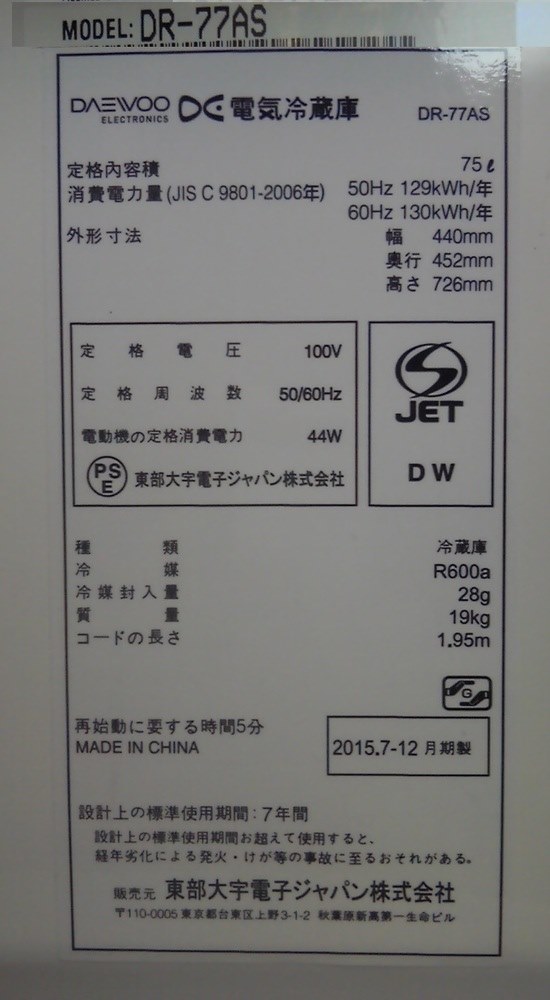 MODEL: DR-77AS
DAEWOO ELECTRONICS 電気冷蔵庫 DR-77AS
定格内容積 75ℓ
消費電力量(JIS C 9801-2006年) 50Hz 129kWh/年
60Hz 130kWh/年
外形寸法 幅 440mm
奥行 452mm
高さ 726mm
定格電圧 100V
定格周波数 50/60Hz
電動機の定格消費電力 44W
PSE 東部大宇電子ジャパン株式会社
JET
DW
種類 冷蔵庫
冷媒 R600a
冷媒封入量 28g
質量 19kg
コードの長さ 1.95m
G
再始動に要する時間5分
MADE IN CHINA
2015.7-12 月期製
設計上の標準使用期間:7年間
設計上の標準使用期間お超えて使用すると、
経年劣化による発火・けが等の事故に至るおそれがある。
販売元 東部大宇電子ジャパン株式会社
〒110-0005 東京都台東区上野3-1-2 秋葉原新高第一生命ビル